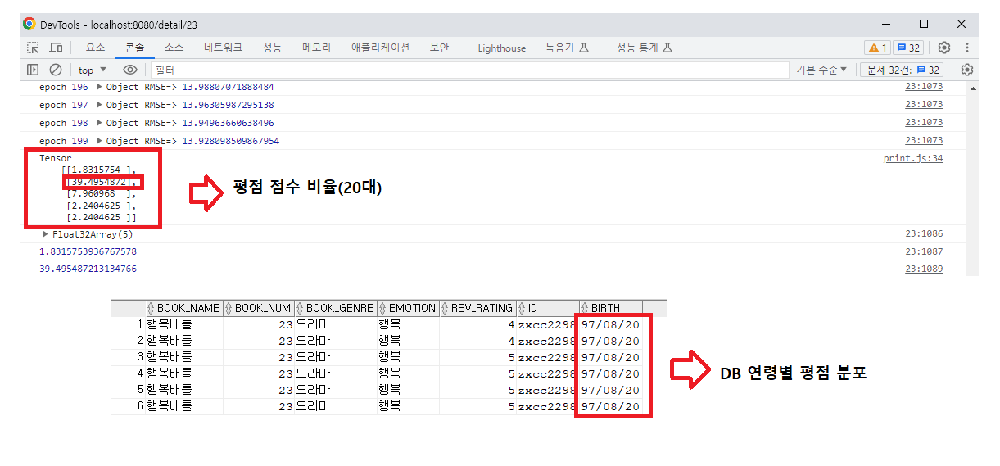 DevTools - localhost:8080/detail/23
요소 콘솔 소스 네트워크 성능 메모리 애플리케이션 보안 Lighthouse 녹음기 성능 통계 1 32
top 필터 기본 수준 문제 32건: 32
epoch 196 Object RMSE=> 13.98807071888484 23:1073
epoch 197 Object RMSE=> 13.96305987295138 23:1073
epoch 198 Object RMSE=> 13.94963660638496 23:1073
epoch 199 Object RMSE=> 13.928098509867954 23:1073
Tensor print.js:34
[[1.8315754 ],
[39.4954872],
[7.960968 ],
[2.2404625 ],
[2.2404625 ]]
평점 점수 비율(20대)
Float32Array(5) 23:1086
1.8315753936767578 23:1087
39.495487213134766 23:1089
BOOK_NAME BOOK_NUM BOOK_GENRE EMOTION REV_RATING ID BIRTH
1 행복배틀 23 드라마 행복 4 zxcc2298 97/08/20
2 행복배틀 23 드라마 행복 4 zxcc2298 97/08/20
3 행복배틀 23 드라마 행복 5 zxcc2298 97/08/20
4 행복배틀 23 드라마 행복 5 zxcc2298 97/08/20
5 행복배틀 23 드라마 행복 5 zxcc2298 97/08/20
6 행복배틀 23 드라마 행복 5 zxcc2298 97/08/20
DB 연령별 평점 분포